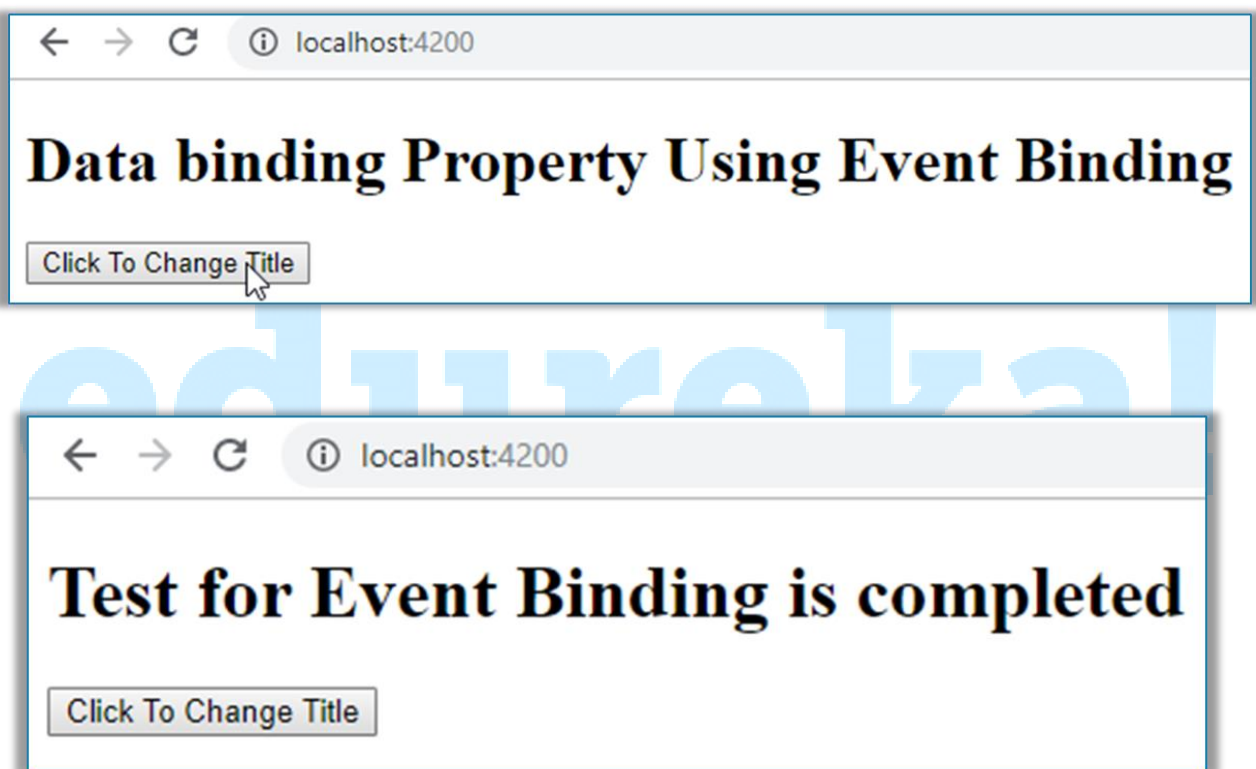 localhost:4200
Data binding Property Using Event Binding
Click To Change Title
edureka!
localhost:4200
Test for Event Binding is completed
Click To Change Title